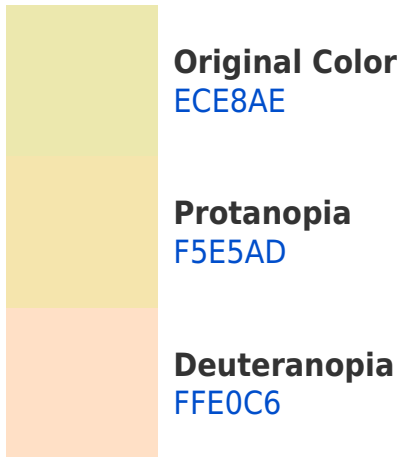 Original Color
ECE8AE
Protanopia
F5E5AD
Deuteranopia
FFE0C6